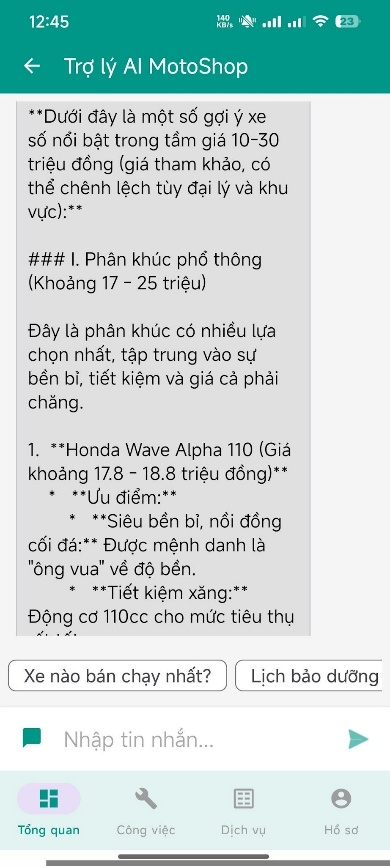 12:45
140
KB/s
23
Trợ lý AI MotoShop
**Dưới đây là một số gợi ý xe
số nổi bật trong tầm giá 10-30
triệu đồng (giá tham khảo, có
thể chênh lệch tùy đại lý và khu
vực):**
### I. Phân khúc phổ thông
(Khoảng 17 - 25 triệu)
Đây là phân khúc có nhiều lựa
chọn nhất, tập trung vào sự
bền bỉ, tiết kiệm và giá cả phải
chăng.
1. **Honda Wave Alpha 110 (Giá
khoảng 17.8 - 18.8 triệu đồng)**
* **Ưu điểm:**
* **Siêu bền bỉ, nồi đồng
cối đá:** Được mệnh danh là
"ông vua" về độ bền.
* **Tiết kiệm xăng:**
Động cơ 110cc cho mức tiêu thụ
Xe nào bán chạy nhất?
Lịch bảo dưỡng
Nhập tin nhắn...
Tổng quan
Công việc
Dịch vụ
Hồ sơ